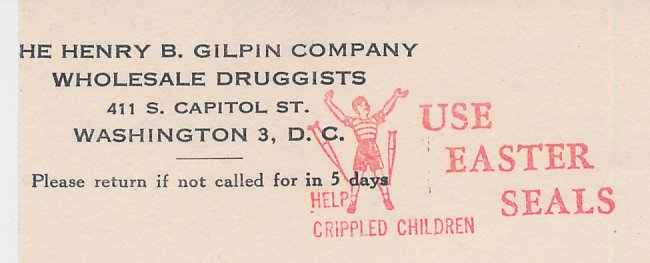 HE HENRY B. GILPIN COMPANY
WHOLESALE DRUGGISTS
411 S. CAPITOL ST.
WASHINGTON 3, D. C.
Please return if not called for in 5 days
HELP
CRIPPLED CHILDREN
USE
EASTER
SEALS